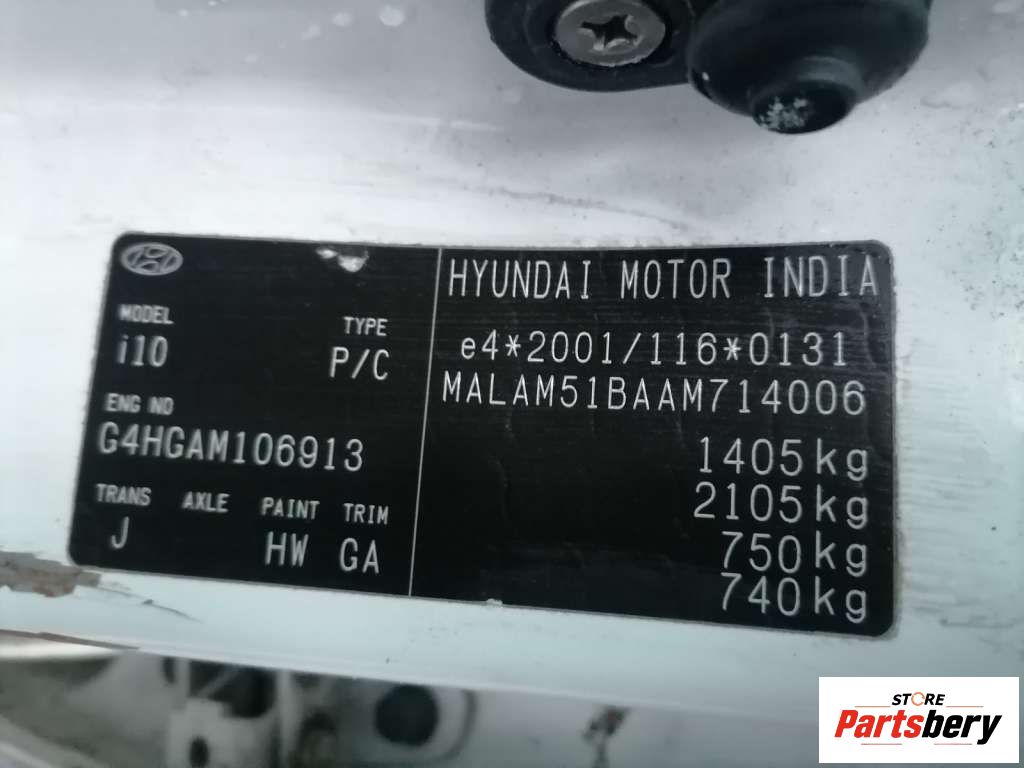 MODEL
TYPE
i10
P/C
ENG NO
G4HGAM106913
TRANS AXLE PAINT TRIM
J HW GA
HYUNDAI MOTOR INDIA
e4*2001/116*0131
MALAM51BAAM714006
1405kg
2105kg
750kg
740kg
STORE
Partsbery